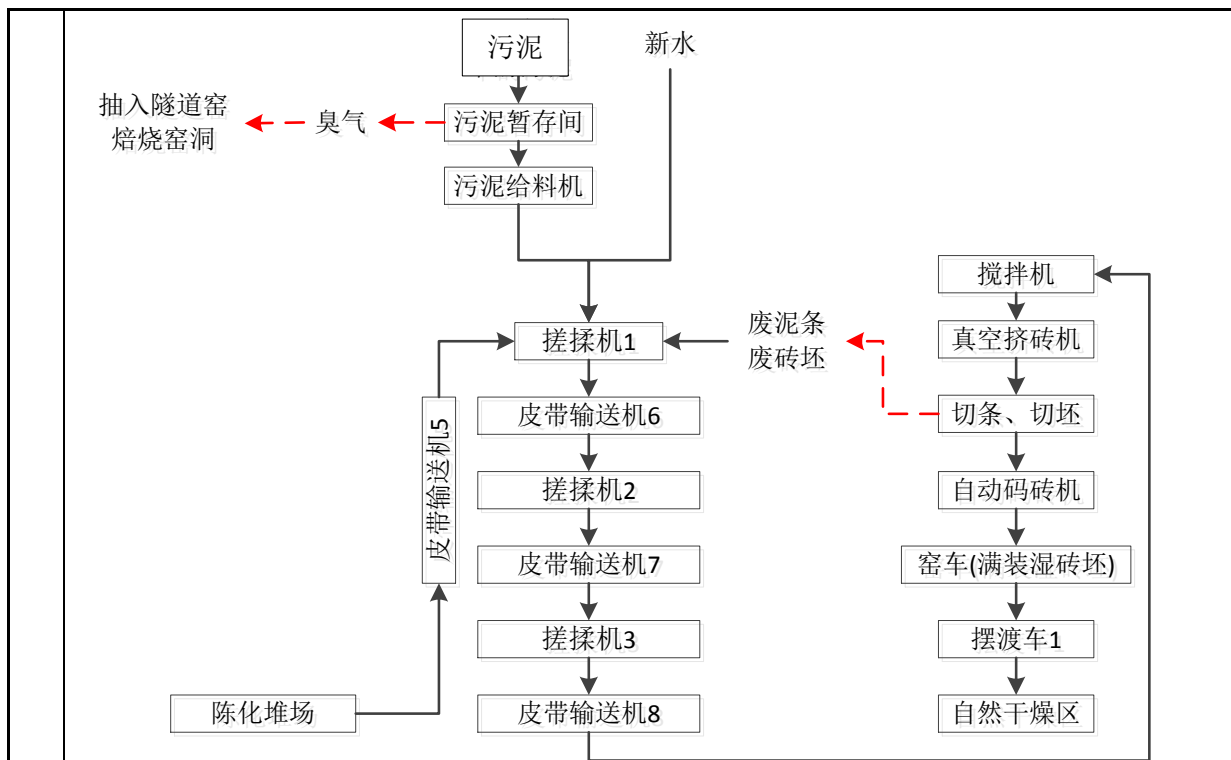 污泥
新水
抽入隧道窑
焙烧窑洞
臭气
污泥暂存间
污泥给料机
搅拌机
废泥条
废砖坯
真空挤砖机
搓揉机1
皮带输送机5
皮带输送机6
切条、切坯
搓揉机2
自动码砖机
皮带输送机7
窑车(满装湿砖坯)
搓揉机3
摆渡车1
陈化堆场
皮带输送机8
自然干燥区